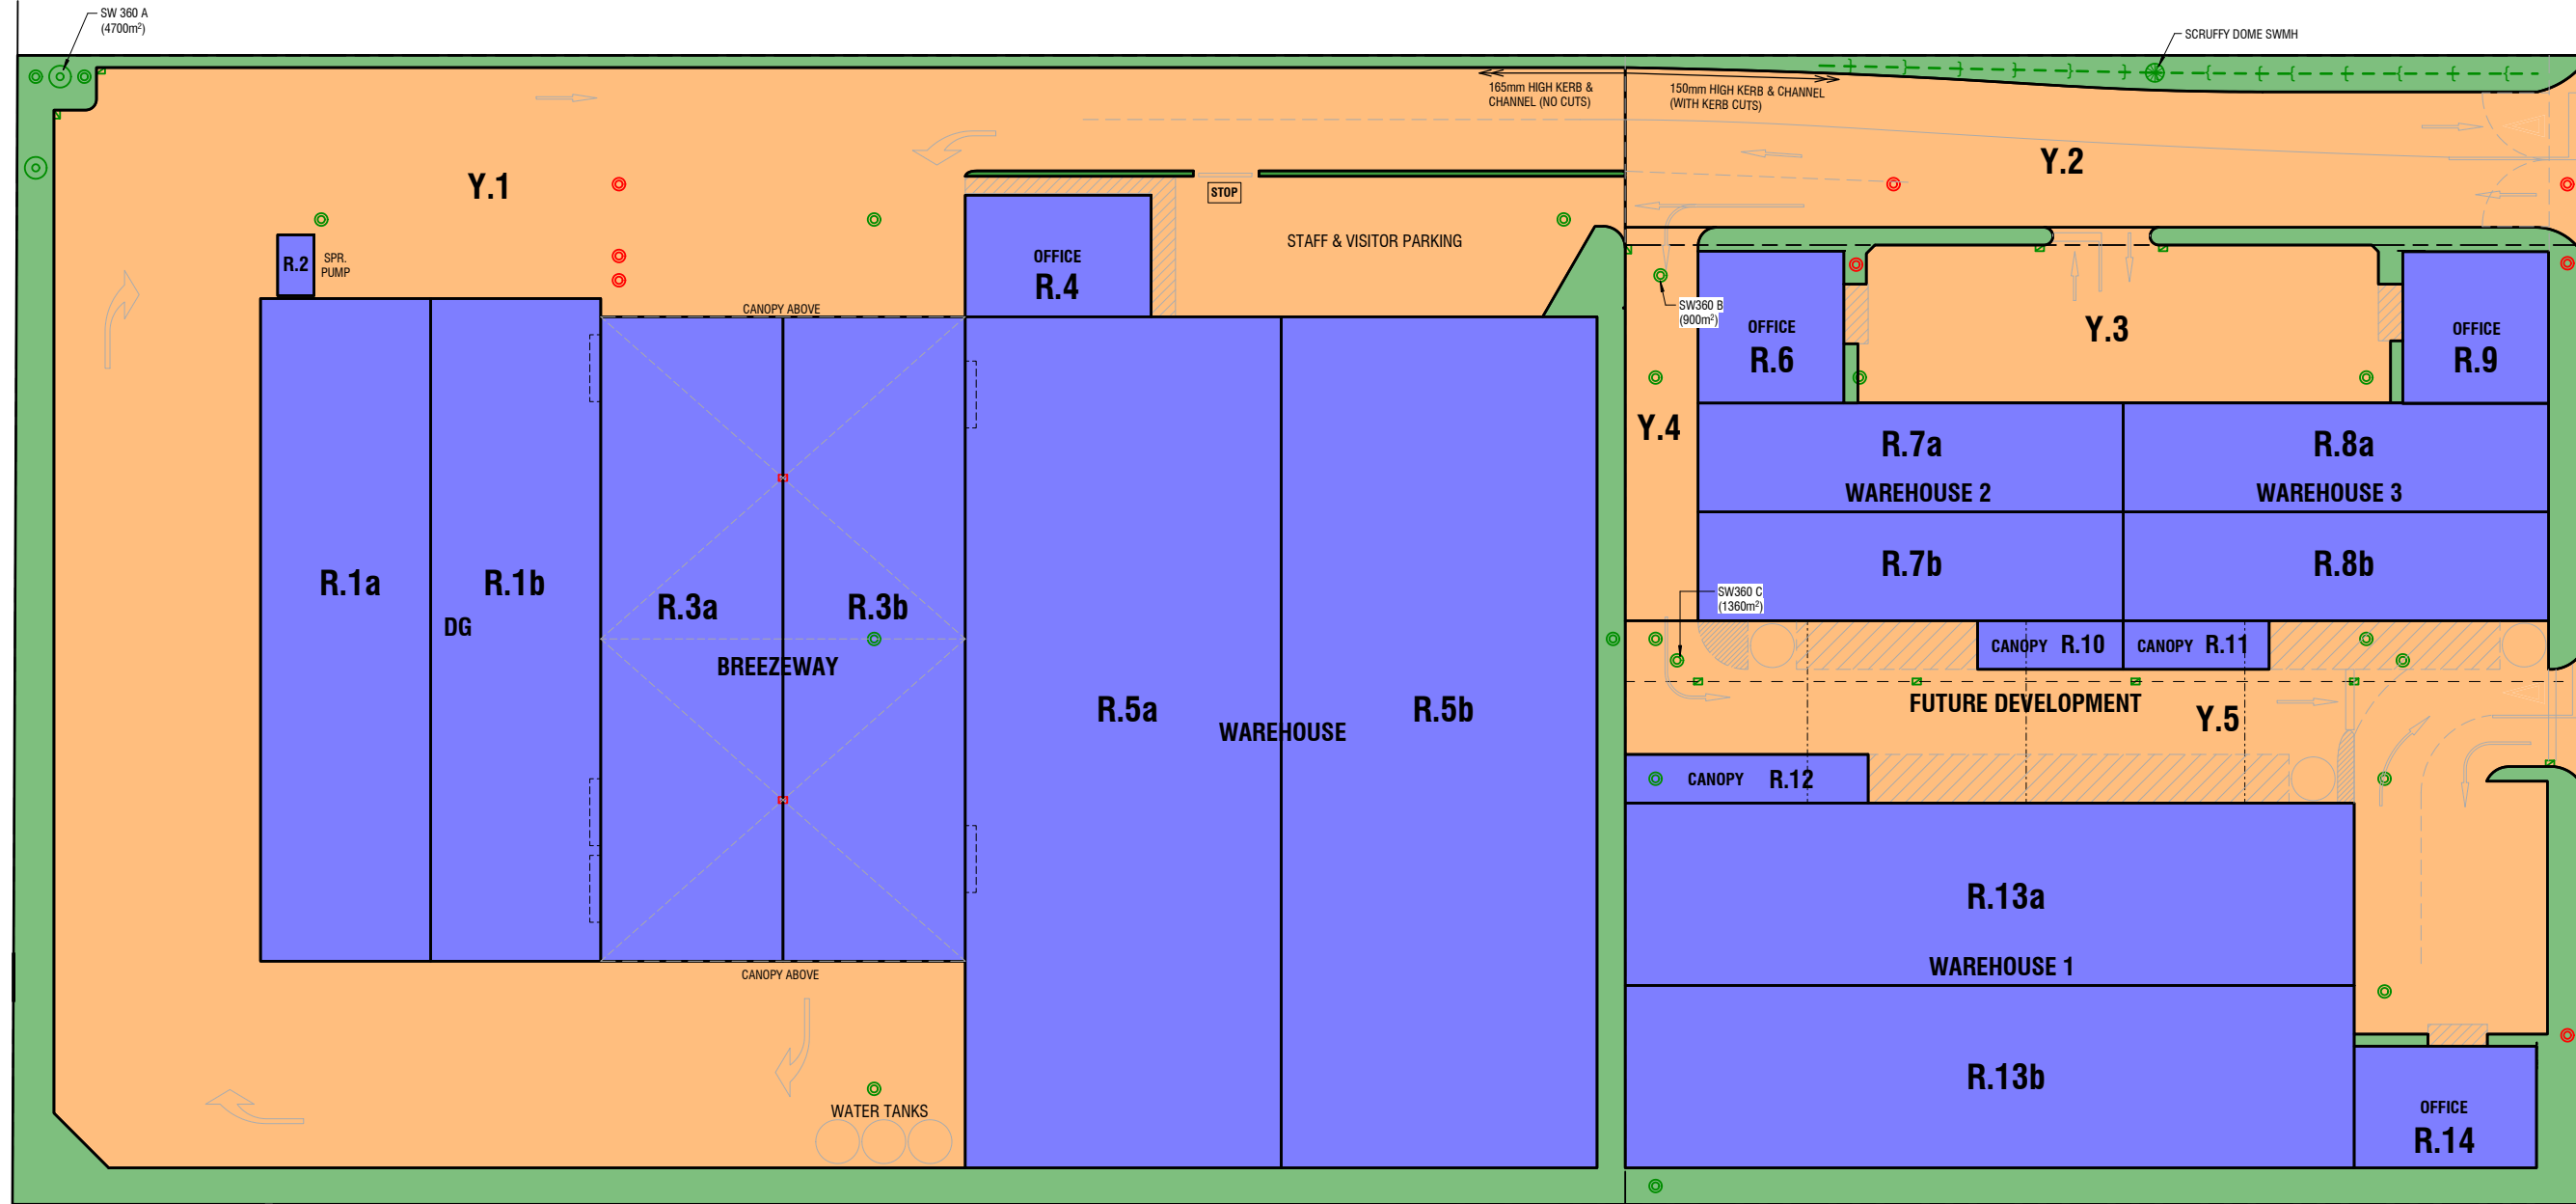 SW 360 A
(4700m²)
SCRUFFY DOME SWMH
165mm HIGH KERB &
CHANNEL (NO CUTS)
150mm HIGH KERB & CHANNEL
(WITH KERB CUTS)
Y.1
Y.2
STOP
STAFF & VISITOR PARKING
R.2
SPR.
PUMP
OFFICE
R.4
CANOPY ABOVE
SW360 B
(900m²)
OFFICE
R.6
Y.3
OFFICE
R.9
Y.4
R.7a
WAREHOUSE 2
R.8a
WAREHOUSE 3
R.7b
R.8b
R.1a
R.1b
DG
R.3a
R.3b
BREEZEWAY
SW360 C
(1360m²)
CANOPY R.10
CANOPY R.11
FUTURE DEVELOPMENT
Y.5
R.5a
R.5b
WAREHOUSE
CANOPY R.12
R.13a
WAREHOUSE 1
R.13b
CANOPY ABOVE
WATER TANKS
OFFICE
R.14